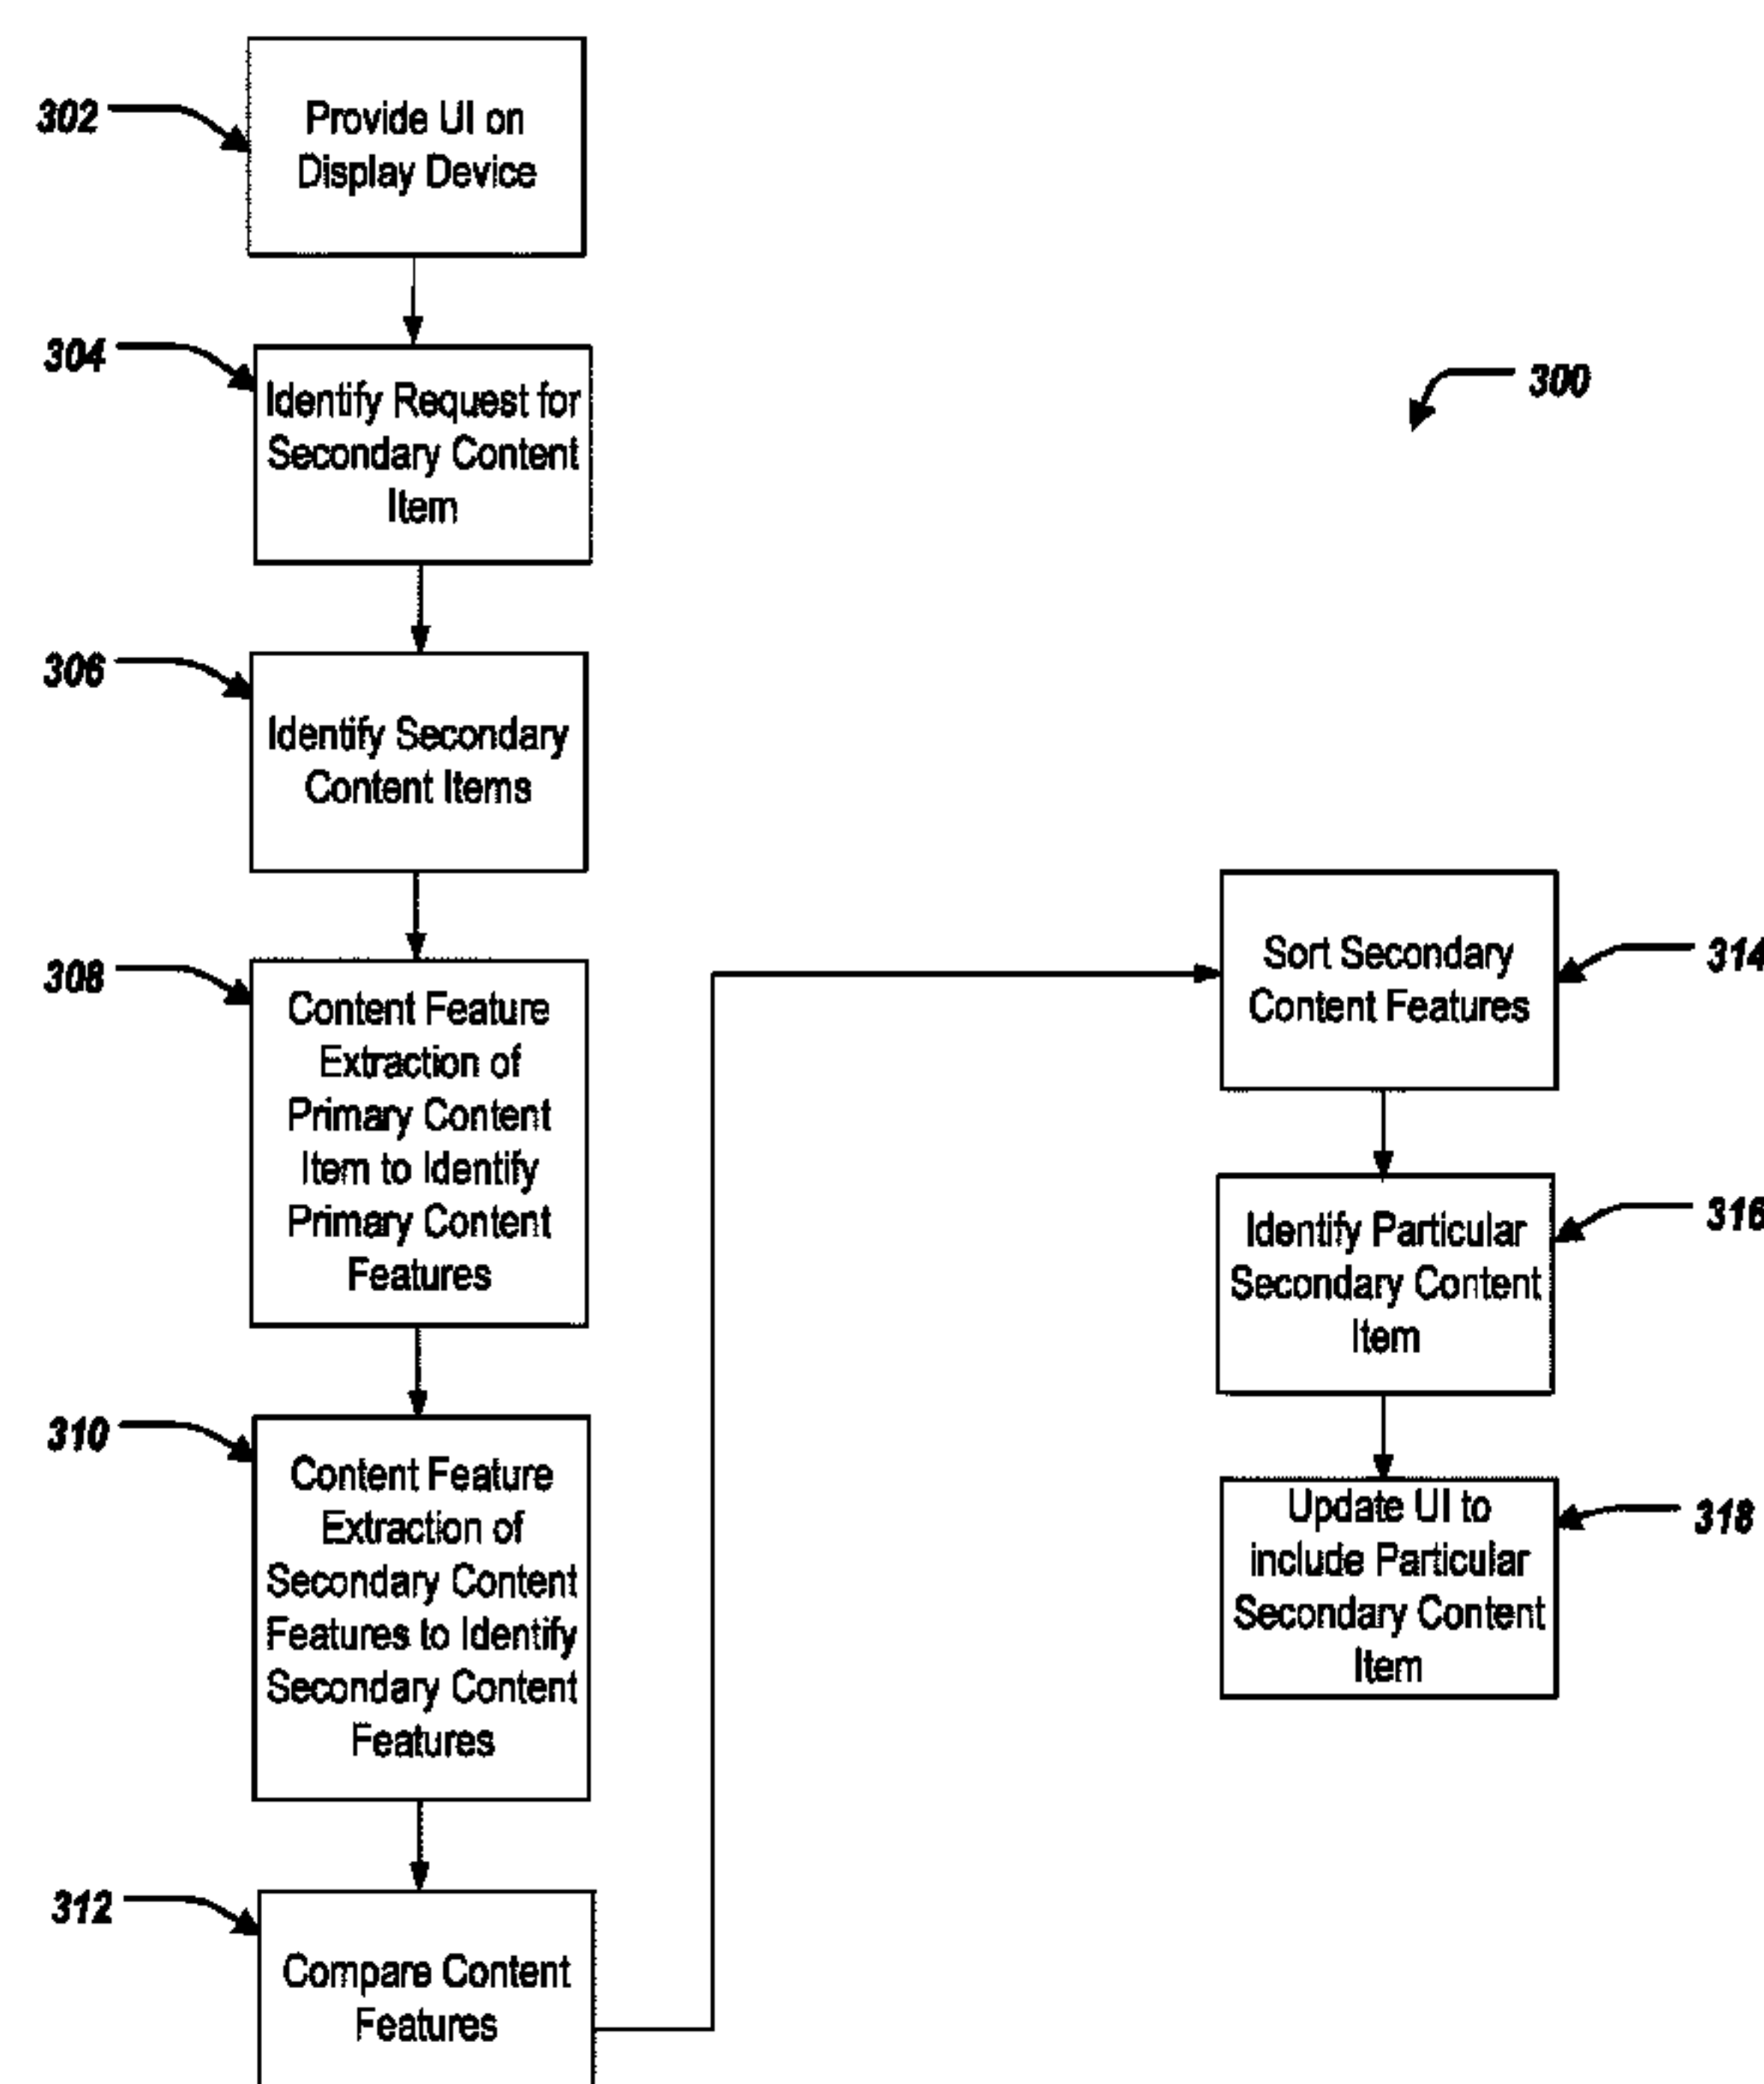 302
Provide UI on
Display Device
304
Identify Request for
Secondary Content
Item
300
306
Identify Secondary
Content Items
308
Content Feature
Extraction of
Primary Content
Item to Identify
Primary Content
Features
310
Content Feature
Extraction of
Secondary Content
Features to Identify
Secondary Content
Features
312
Compare Content
Features
Sort Secondary
Content Features
314
Identify Particular
Secondary Content
Item
316
Update UI to
include Particular
Secondary Content
Item
318